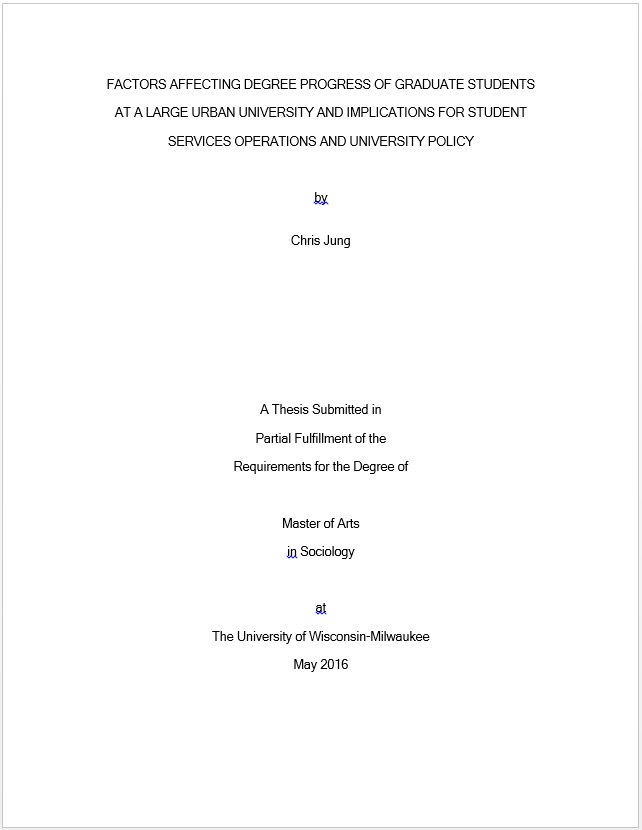 FACTORS AFFECTING DEGREE PROGRESS OF GRADUATE STUDENTS
AT A LARGE URBAN UNIVERSITY AND IMPLICATIONS FOR STUDENT
SERVICES OPERATIONS AND UNIVERSITY POLICY
by
Chris Jung
A Thesis Submitted in
Partial Fulfillment of the
Requirements for the Degree of
Master of Arts
in Sociology
at
The University of Wisconsin-Milwaukee
May 2016